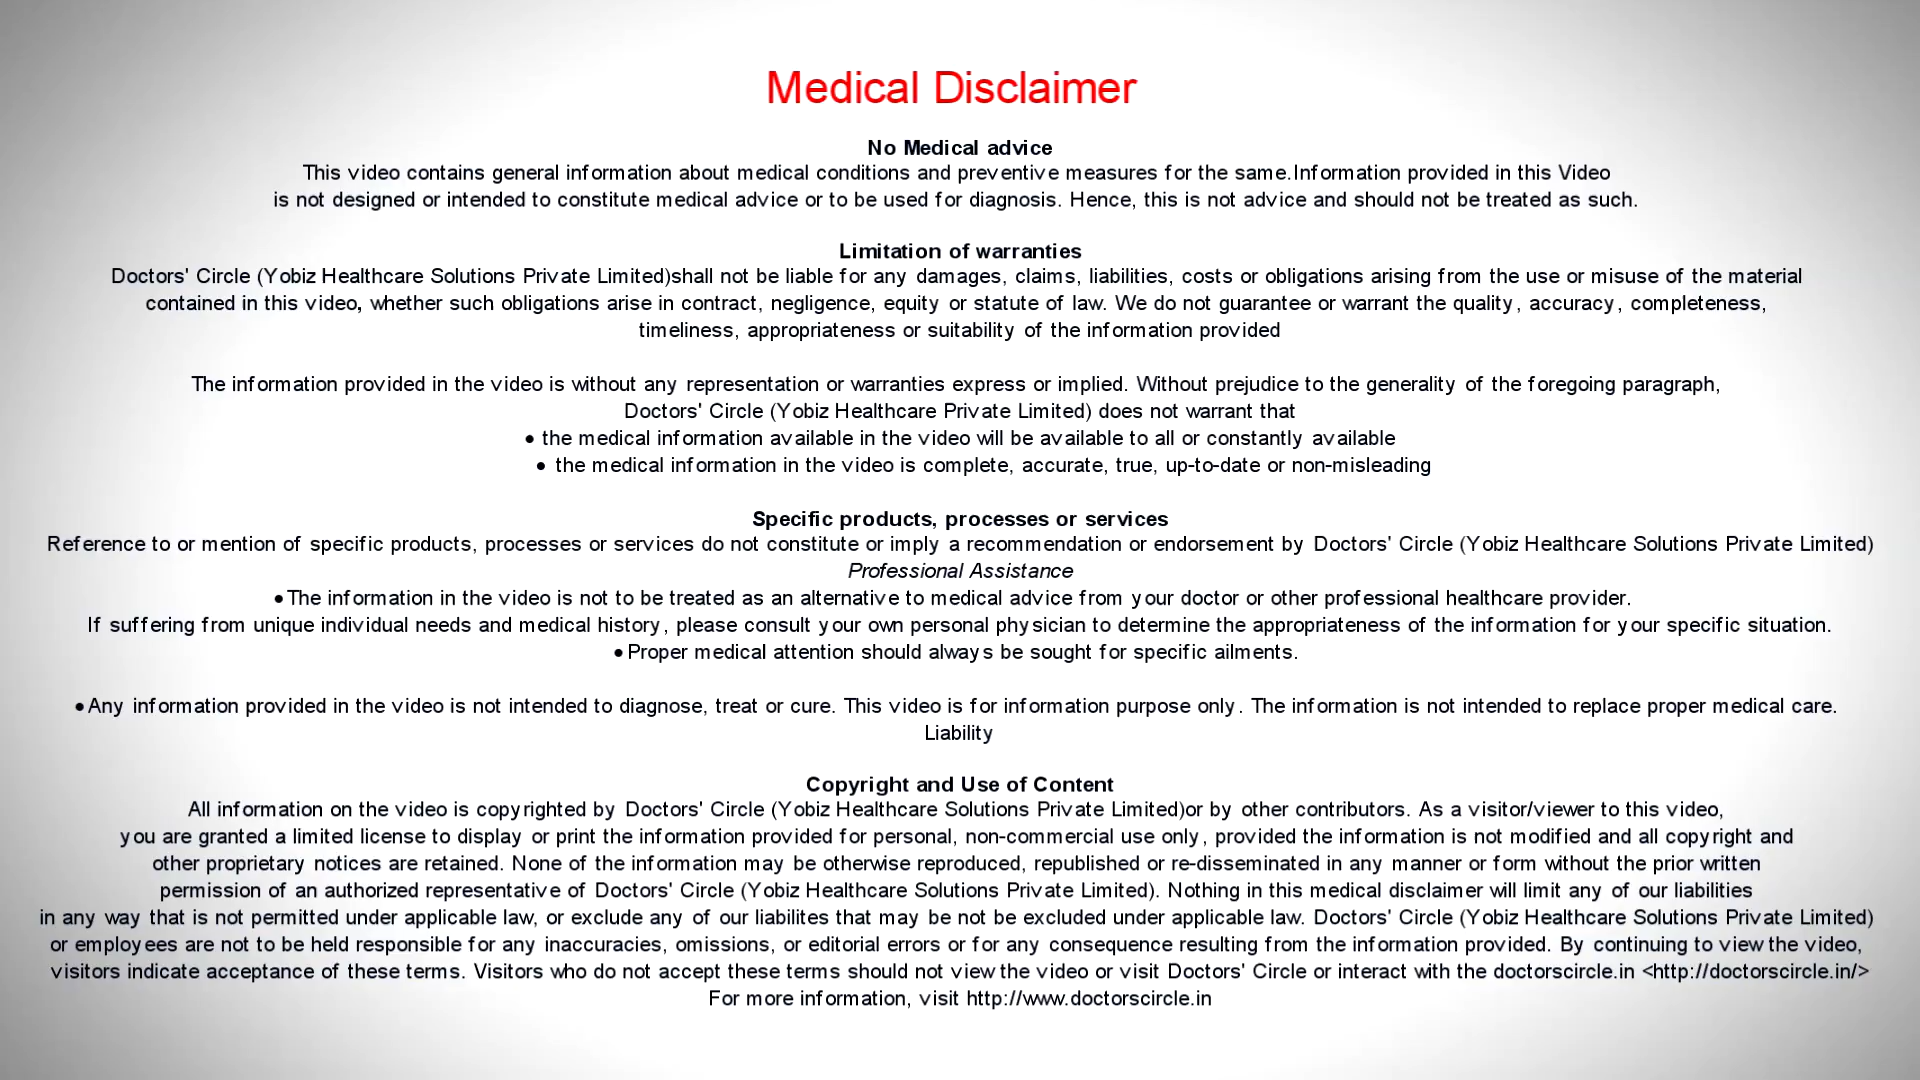 Medical Disclaimer
No Medical advice
This video contains general information about medical conditions and preventive measures for the same.Information provided in this Video
is not designed or intended to constitute medical advice or to be used for diagnosis. Hence, this is not advice and should not be treated as such.
Limitation of warranties
Doctors' Circle (Yobiz Healthcare Solutions Private Limited)shall not be liable for any damages, claims, liabilities, costs or obligations arising from the use or misuse of the material
contained in this video, whether such obligations arise in contract, negligence, equity or statute of law. We do not guarantee or warrant the quality, accuracy, completeness,
timeliness, appropriateness or suitability of the information provided
The information provided in the video is without any representation or warranties express or implied. Without prejudice to the generality of the foregoing paragraph,
Doctors' Circle (Yobiz Healthcare Private Limited) does not warrant that
• the medical information available in the video will be available to all or constantly available
• the medical information in the video is complete, accurate, true, up-to-date or non-misleading
Specific products, processes or services
Reference to or mention of specific products, processes or services do not constitute or imply a recommendation or endorsement by Doctors' Circle (Yobiz Healthcare Solutions Private Limited)
Professional Assistance
•The information in the video is not to be treated as an alternative to medical advice from your doctor or other professional healthcare provider.
If suffering from unique individual needs and medical history, please consult your own personal physician to determine the appropriateness of the information for your specific situation.
•Proper medical attention should always be sought for specific ailments.
•Any information provided in the video is not intended to diagnose, treat or cure. This video is for information purpose only. The information is not intended to replace proper medical care.
Liability
Copyright and Use of Content
All information on the video is copyrighted by Doctors' Circle (Yobiz Healthcare Solutions Private Limited)or by other contributors. As a visitor/viewer to this video,
you are granted a limited license to display or print the information provided for personal, non-commercial use only, provided the information is not modified and all copyright and
other proprietary notices are retained. None of the information may be otherwise reproduced, republished or re-disseminated in any manner or form without the prior written
permission of an authorized representative of Doctors' Circle (Yobiz Healthcare Solutions Private Limited). Nothing in this medical disclaimer will limit any of our liabilities
in any way that is not permitted under applicable law, or exclude any of our liabilites that may be not be excluded under applicable law. Doctors' Circle (Yobiz Healthcare Solutions Private Limited)
or employees are not to be held responsible for any inaccuracies, omissions, or editorial errors or for any consequence resulting from the information provided. By continuing to view the video,
visitors indicate acceptance of these terms. Visitors who do not accept these terms should not view the video or visit Doctors' Circle or interact with the doctorscircle.in <http://doctorscircle.in/>
For more information, visit http://www.doctorscircle.in